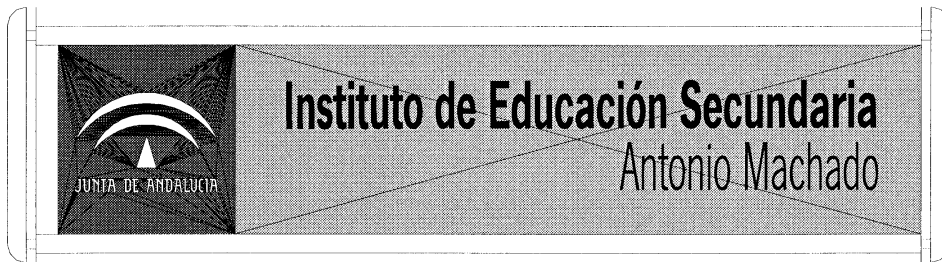 JUNTA DE ANDALUCIA
Instituto de Educación Secundaria
Antonio Machado